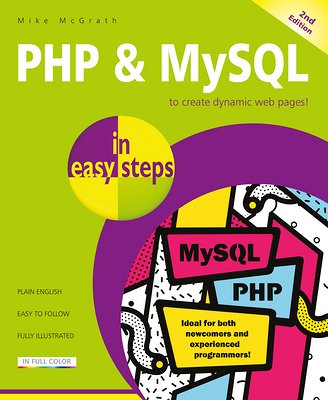 Mike McGrath
2nd
Edition
PHP & MySQL
to create dynamic web pages!
in
easy steps
MySQL
PHP
Ideal for both
newcomers and
experienced
programmers!
PLAIN ENGLISH
EASY TO FOLLOW
FULLY ILLUSTRATED
IN FULL COLOR